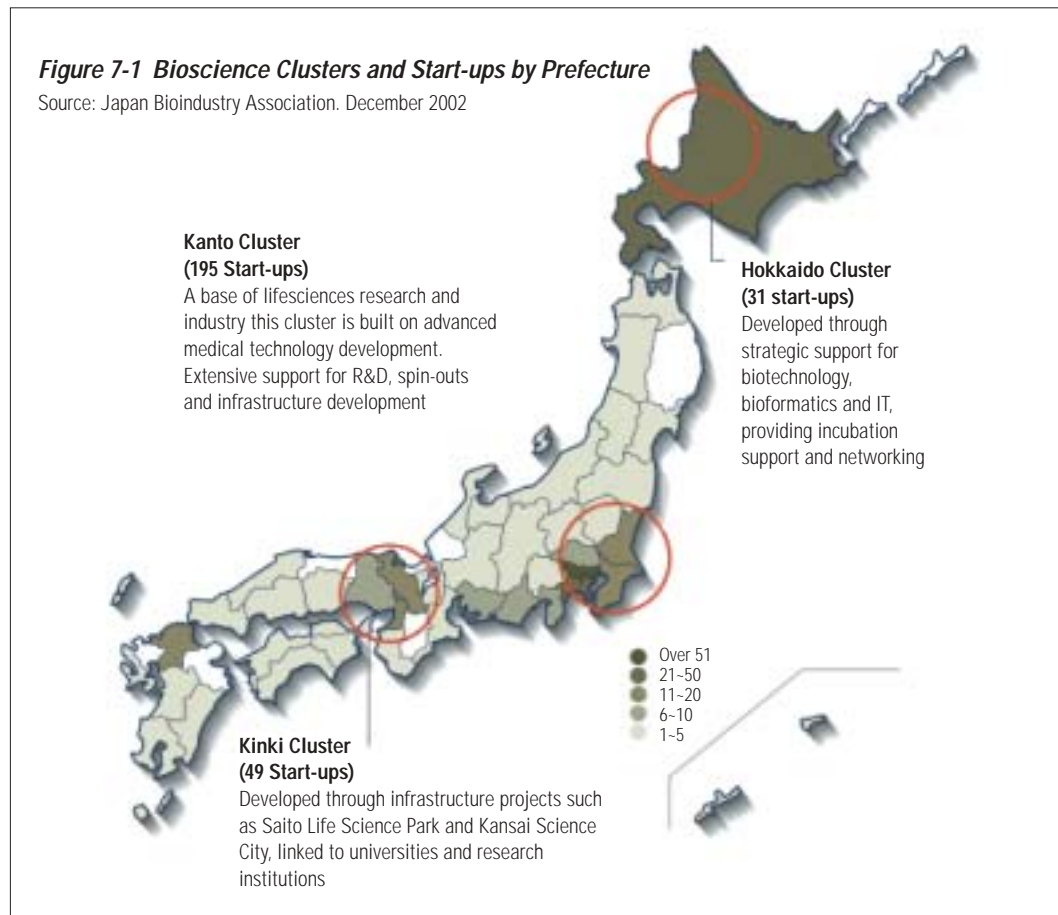 Figure 7-1 Bioscience Clusters and Start-ups by Prefecture
Source: Japan Bioindustry Association. December 2002
Kanto Cluster
(195 Start-ups)
A base of lifesciences research and
industry this cluster is built on advanced
medical technology development.
Extensive support for R&D, spin-outs
and infrastructure development
Hokkaido Cluster
(31 start-ups)
Developed through
strategic support for
biotechnology,
bioformatics and IT,
providing incubation
support and networking
Over 51
21~50
11~20
6~10
1~5
Kinki Cluster
(49 Start-ups)
Developed through infrastructure projects such
as Saito Life Science Park and Kansai Science
City, linked to universities and research
institutions